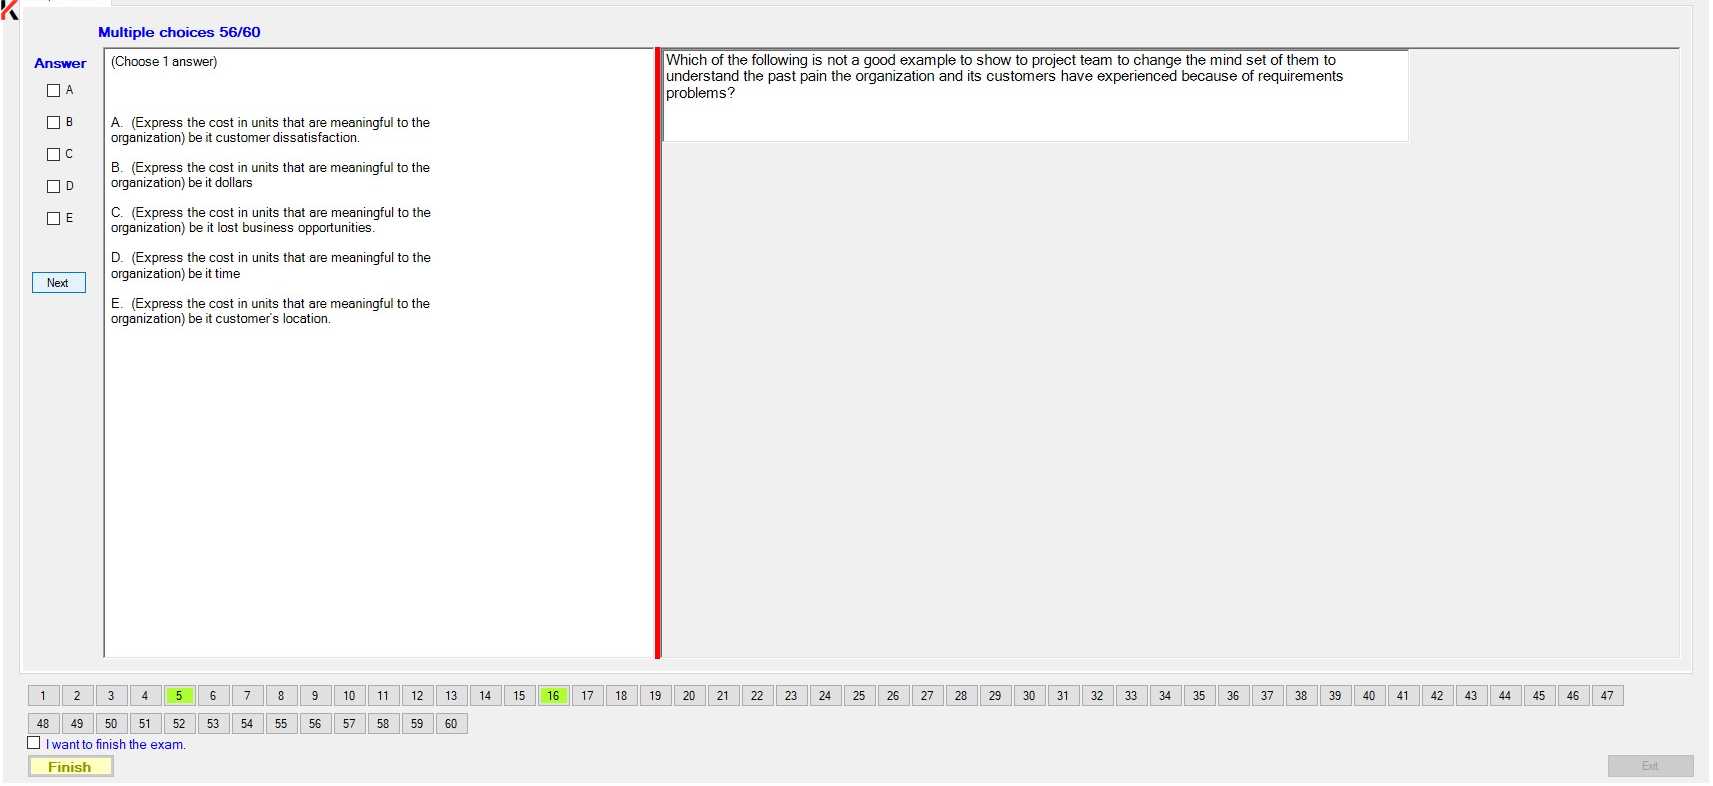 Multiple choices 56/60
Answer
A
B
C
D
E
Next
(Choose 1 answer)
A. (Express the cost in units that are meaningful to the
organization) be it customer dissatisfaction.
B. (Express the cost in units that are meaningful to the
organization) be it dollars
C. (Express the cost in units that are meaningful to the
organization) be it lost business opportunities.
D. (Express the cost in units that are meaningful to the
organization) be it time
E. (Express the cost in units that are meaningful to the
organization) be it customer's location.
Which of the following is not a good example to show to project team to change the mind set of them to
understand the past pain the organization and its customers have experienced because of requirements
problems?
1 2 3 4 5 6 7 8 9 10 11 12 13 14 15 16 17 18 19 20 21 22 23 24 25 26 27 28 29 30 31 32 33 34 35 36 37 38 39 40 41 42 43 44 45 46 47
48 49 50 51 52 53 54 55 56 57 58 59 60
I want to finish the exam.
Finish
Exit